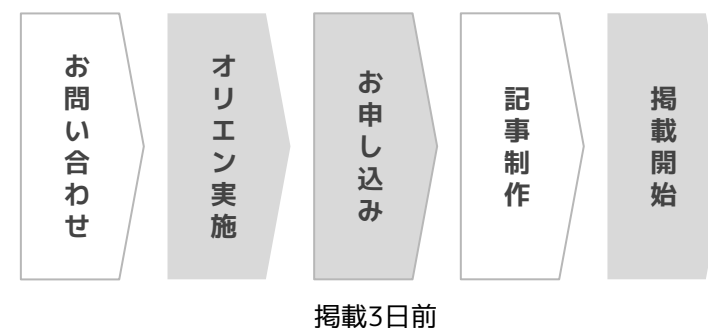 お問い合わせ
オリエン実施
お申し込み
記事制作
掲載開始
掲載3日前